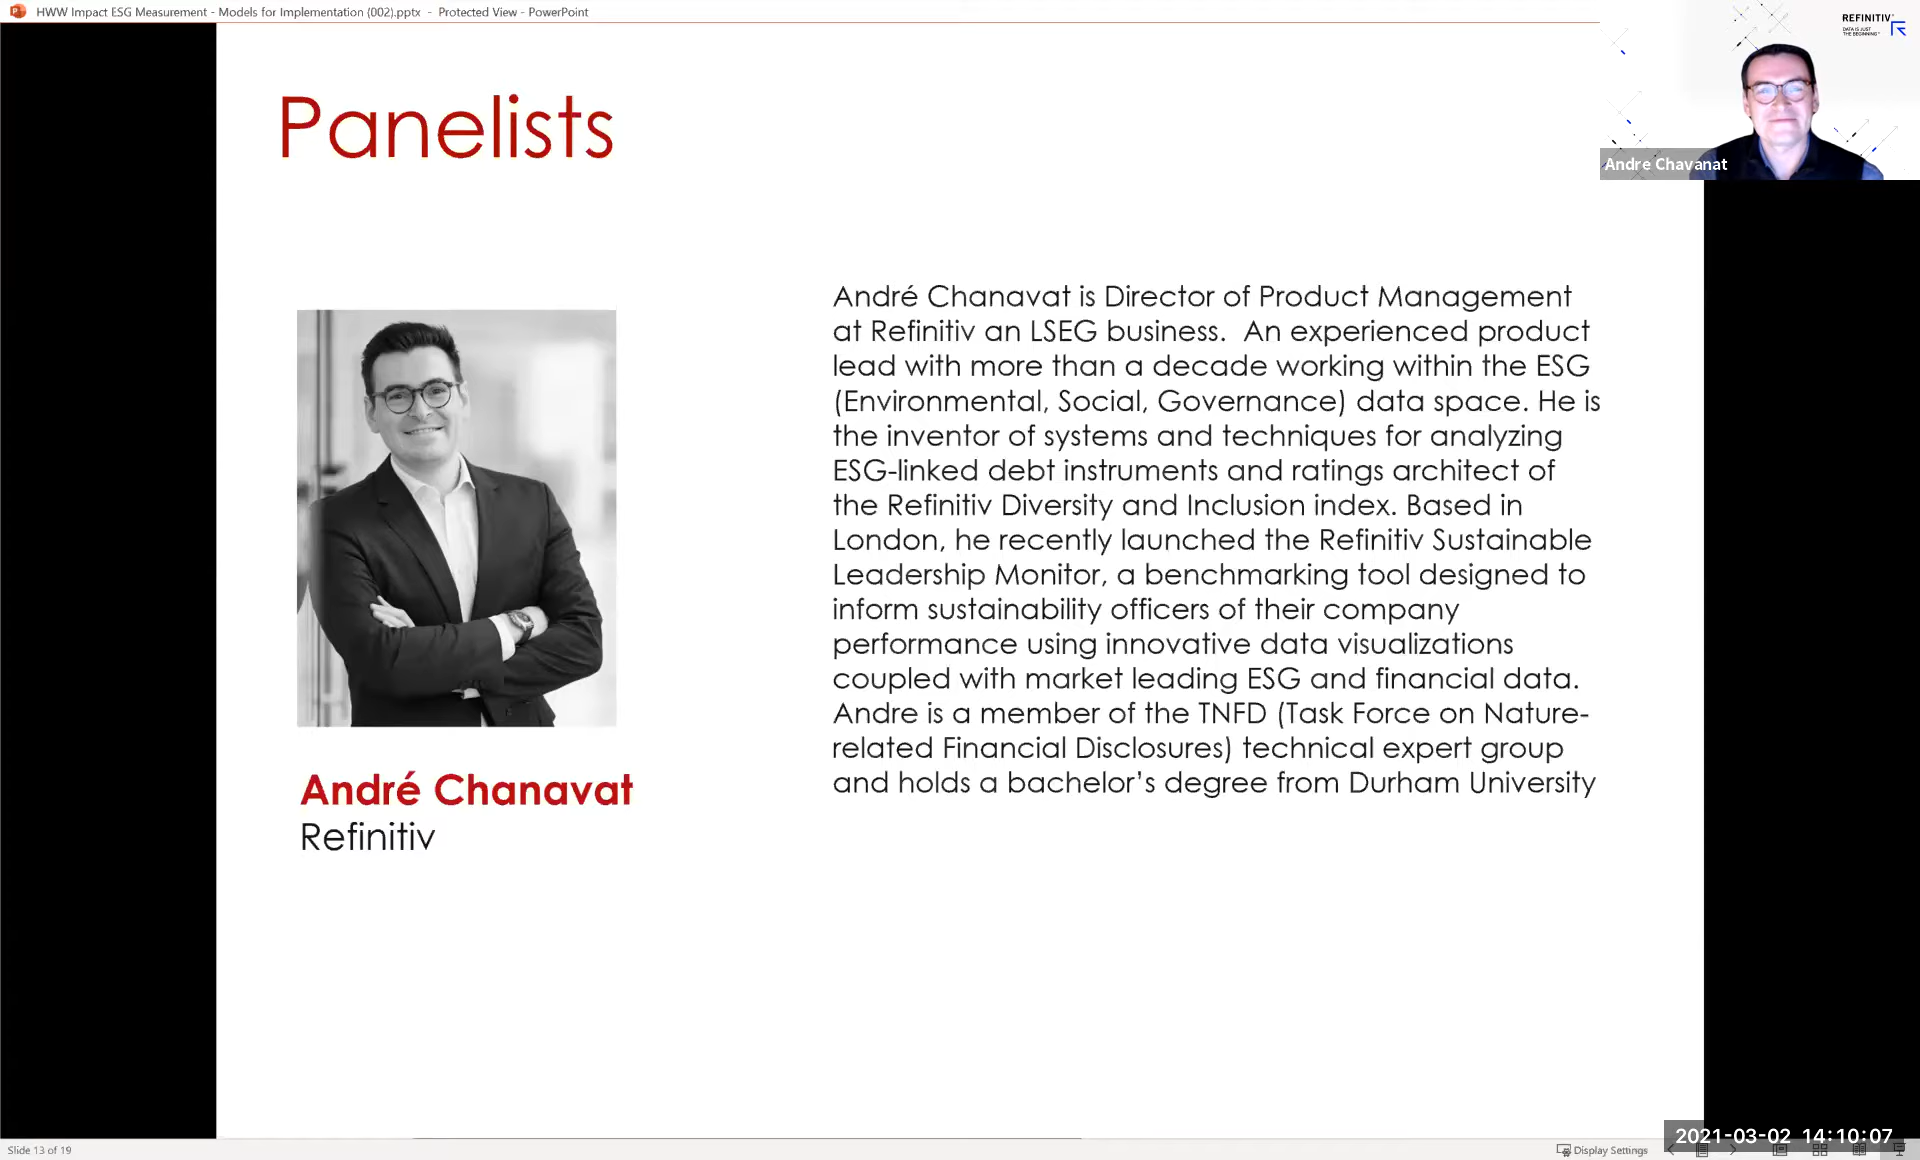 HWW Impact ESG Measurement - Models for Implementation (002).pptx - Protected View - PowerPoint
REFINITIV
DATA IS JUST
THE BEGINNING
Andre Chavanat
Panelists
André Chanavat is Director of Product Management
at Refinitiv an LSEG business. An experienced product
lead with more than a decade working within the ESG
(Environmental, Social, Governance) data space. He is
the inventor of systems and techniques for analyzing
ESG-linked debt instruments and ratings architect of
the Refinitiv Diversity and Inclusion index. Based in
London, he recently launched the Refinitiv Sustainable
Leadership Monitor, a benchmarking tool designed to
inform sustainability officers of their company
performance using innovative data visualizations
coupled with market leading ESG and financial data.
Andre is a member of the TNFD (Task Force on Nature-
related Financial Disclosures) technical expert group
and holds a bachelor’s degree from Durham University
André Chanavat
Refinitiv
Slide 13 of 19
Display Settings
2021-03-02 14:10:07